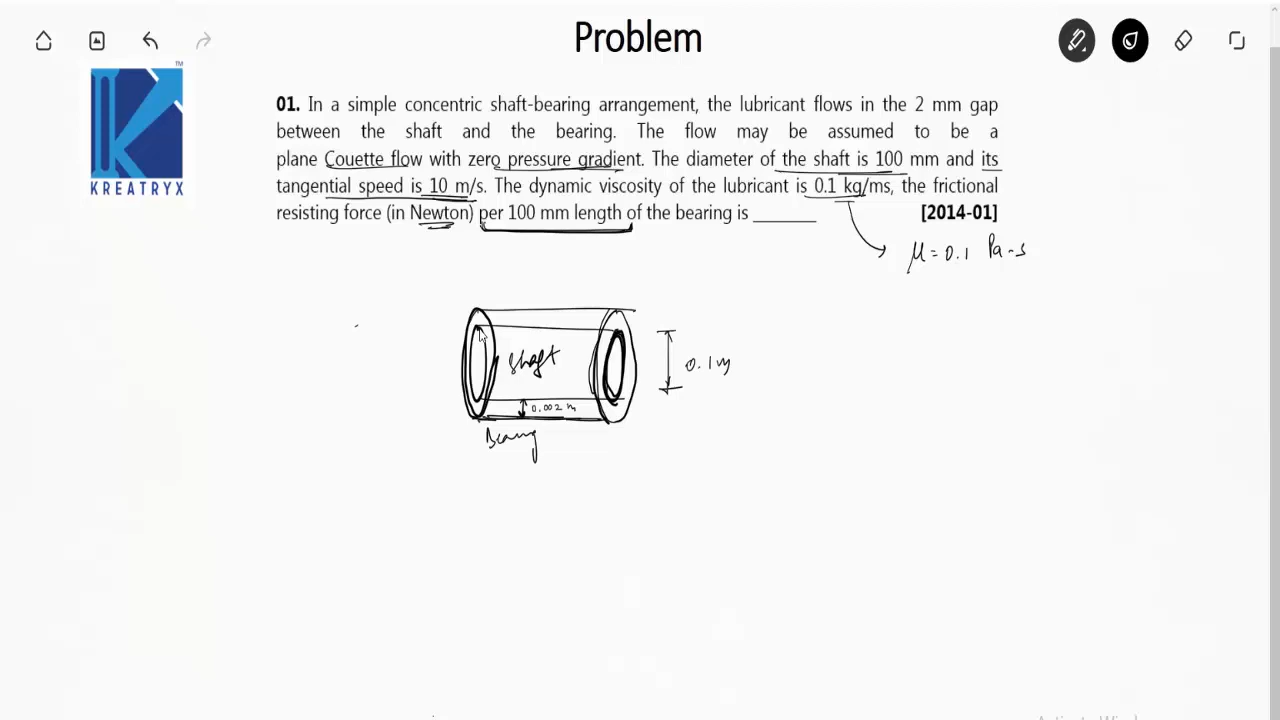 Problem
TM
KREATRYX
01. In a simple concentric shaft-bearing arrangement, the lubricant flows in the 2 mm gap
between the shaft and the bearing. The flow may be assumed to be a
plane Couette flow with zero pressure gradient. The diameter of the shaft is 100 mm and its
tangential speed is 10 m/s. The dynamic viscosity of the lubricant is 0.1 kg/ms, the frictional
resisting force (in Newton) per 100 mm length of the bearing is ______ [2014-01]
μ = 0.1 Pa-s
shaft
0.1m
0.002 m